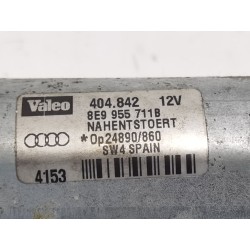 Valeo 404.842 12V
8E9 955 711B
NAHENTSTOERT
*Op24890/860
SW4 SPAIN
4153